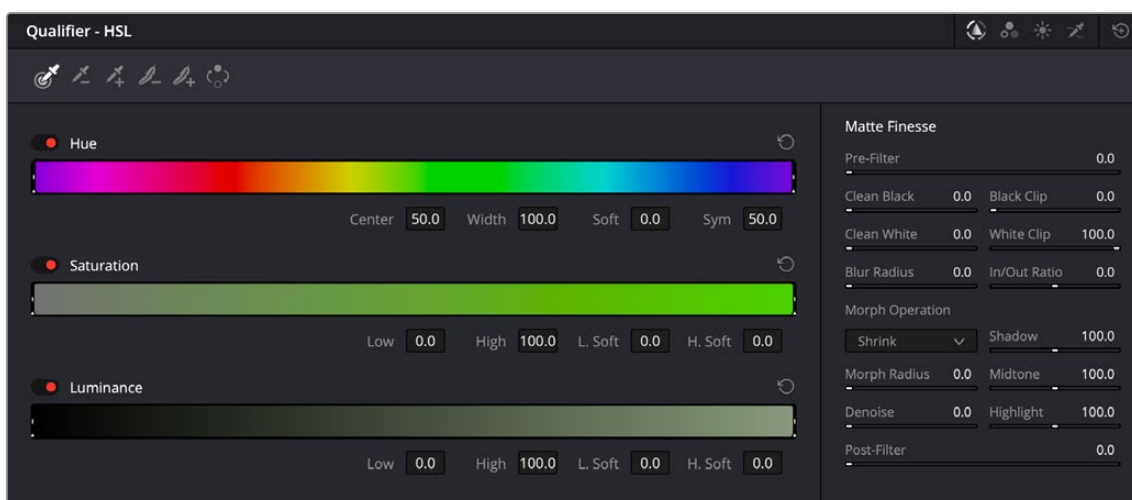 Qualifier - HSL
Hue
Center 50.0 Width 100.0 Soft 0.0 Sym 50.0
Saturation
Low 0.0 High 100.0 L. Soft 0.0 H. Soft 0.0
Luminance
Low 0.0 High 100.0 L. Soft 0.0 H. Soft 0.0
Matte Finesse
Pre-Filter 0.0
Clean Black 0.0 Black Clip 0.0
Clean White 0.0 White Clip 100.0
Blur Radius 0.0 In/Out Ratio 0.0
Morph Operation
Shrink Shadow 100.0
Morph Radius 0.0 Midtone 100.0
Denoise 0.0 Highlight 100.0
Post-Filter 0.0